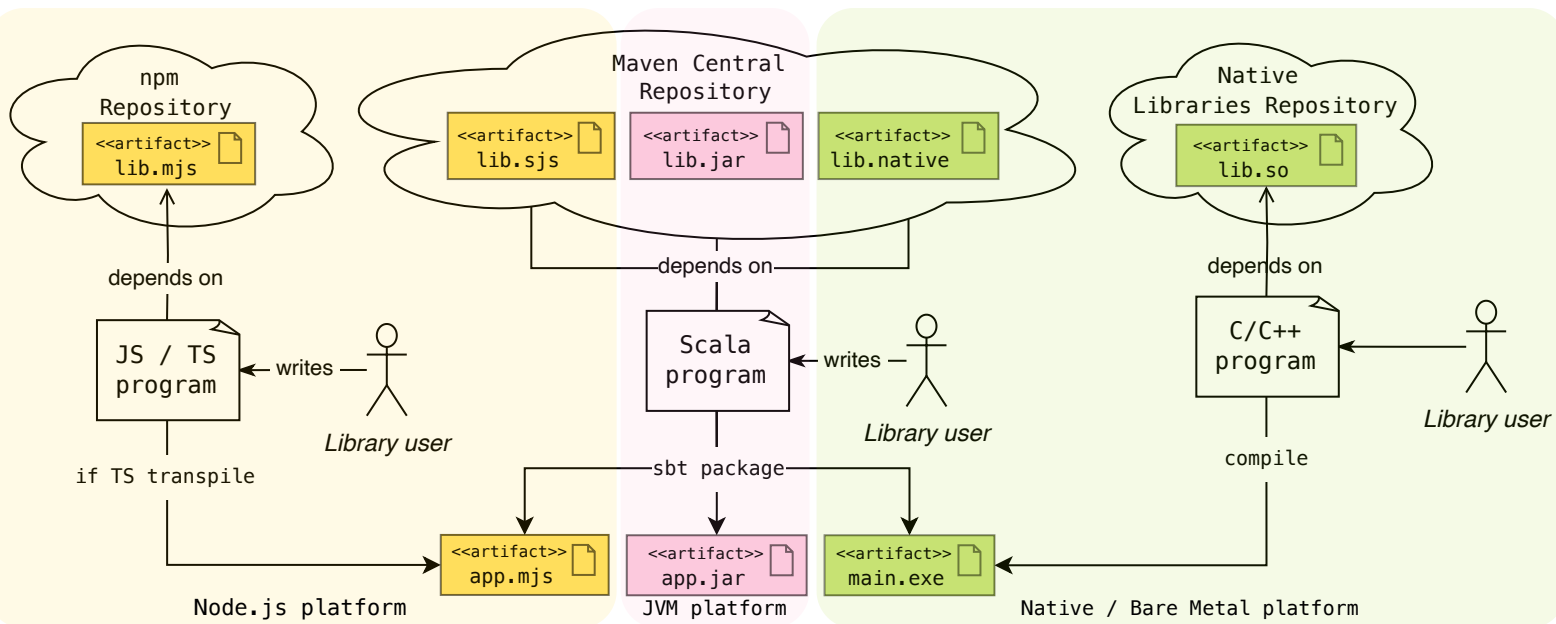 npm
Repository
<<artifact>>
lib.mjs
Maven Central
Repository
<<artifact>>
lib.sjs
<<artifact>>
lib.jar
<<artifact>>
lib.native
Native
Libraries Repository
<<artifact>>
lib.so
depends on
depends on
depends on
JS / TS
program
writes
Library user
Scala
program
writes
Library user
C/C++
program
Library user
if TS transpile
sbt package
compile
<<artifact>>
app.mjs
<<artifact>>
app.jar
<<artifact>>
main.exe
Node.js platform
JVM platform
Native / Bare Metal platform